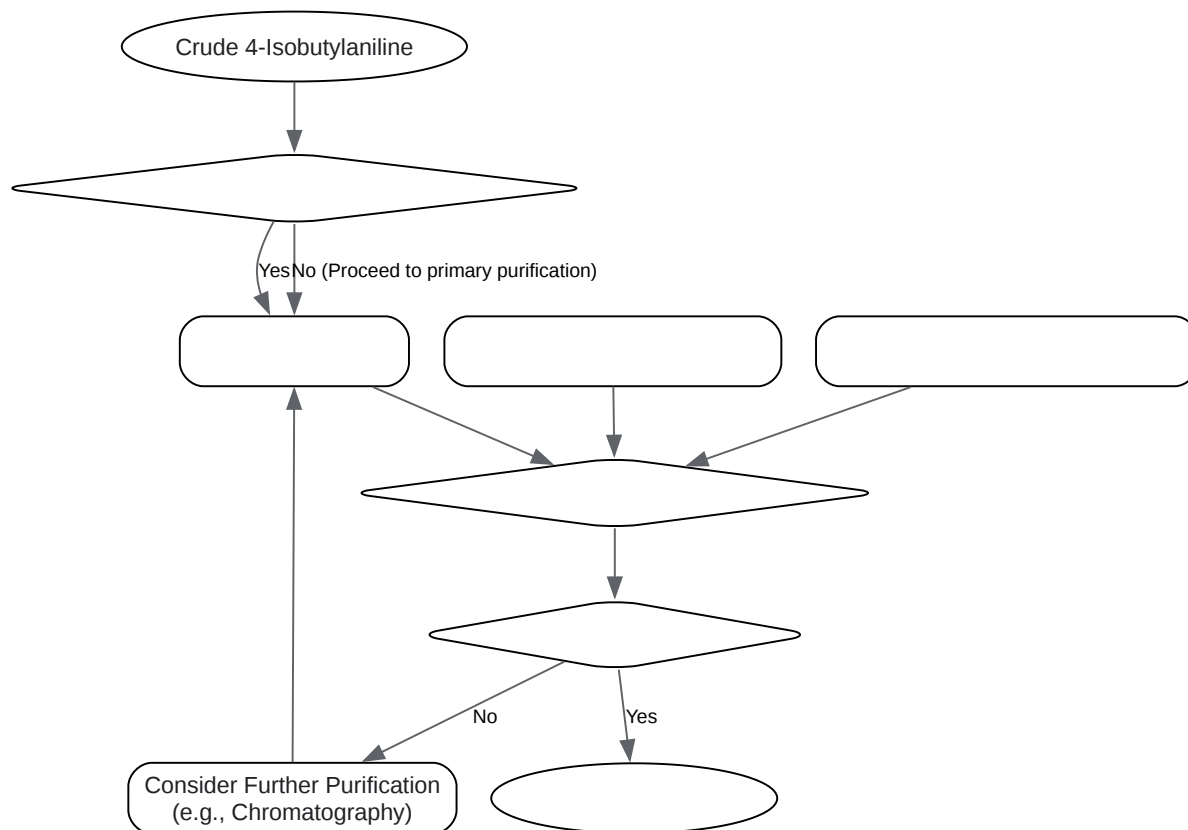 Crude 4-Isobutylaniline
Yes
No (Proceed to primary purification)
No
Yes
Consider Further Purification
(e.g., Chromatography)